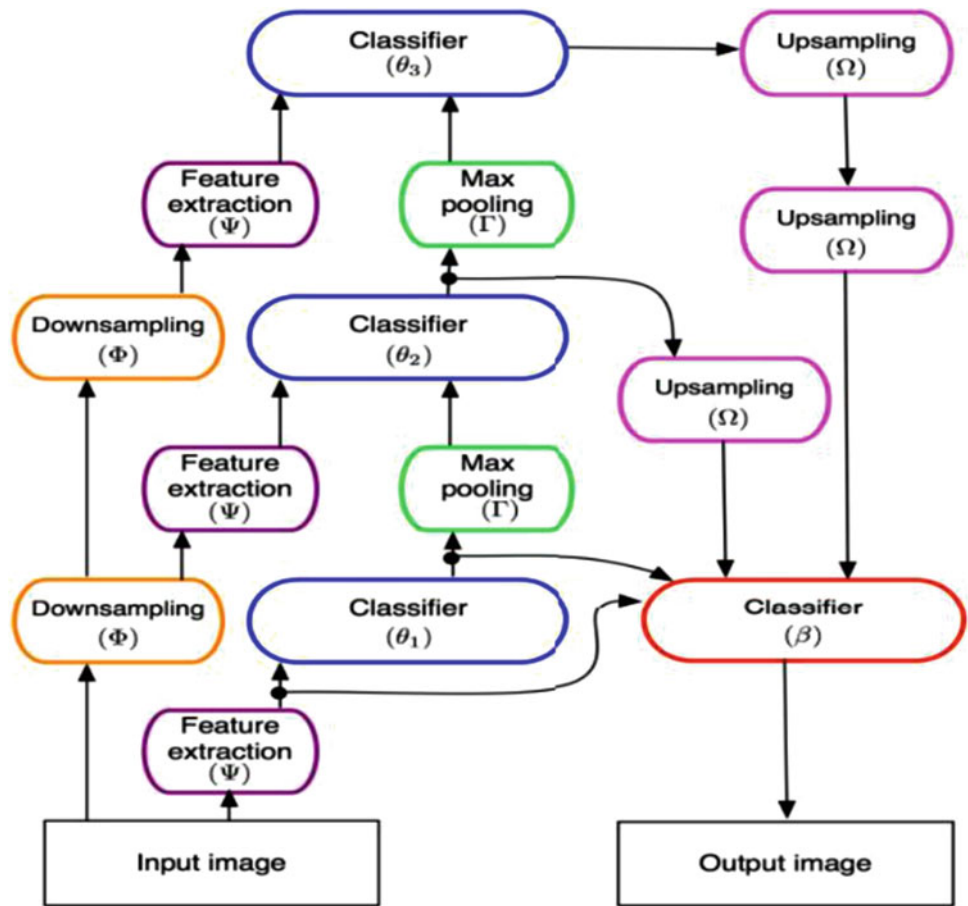 Classifier
(θ₃)
Upsampling
(Ω)
Feature
extraction
(Ψ)
Max
pooling
(Γ)
Upsampling
(Ω)
Downsampling
(Φ)
Classifier
(θ₂)
Upsampling
(Ω)
Feature
extraction
(Ψ)
Max
pooling
(Γ)
Downsampling
(Φ)
Classifier
(θ₁)
Classifier
(β)
Feature
extraction
(Ψ)
Input image
Output image